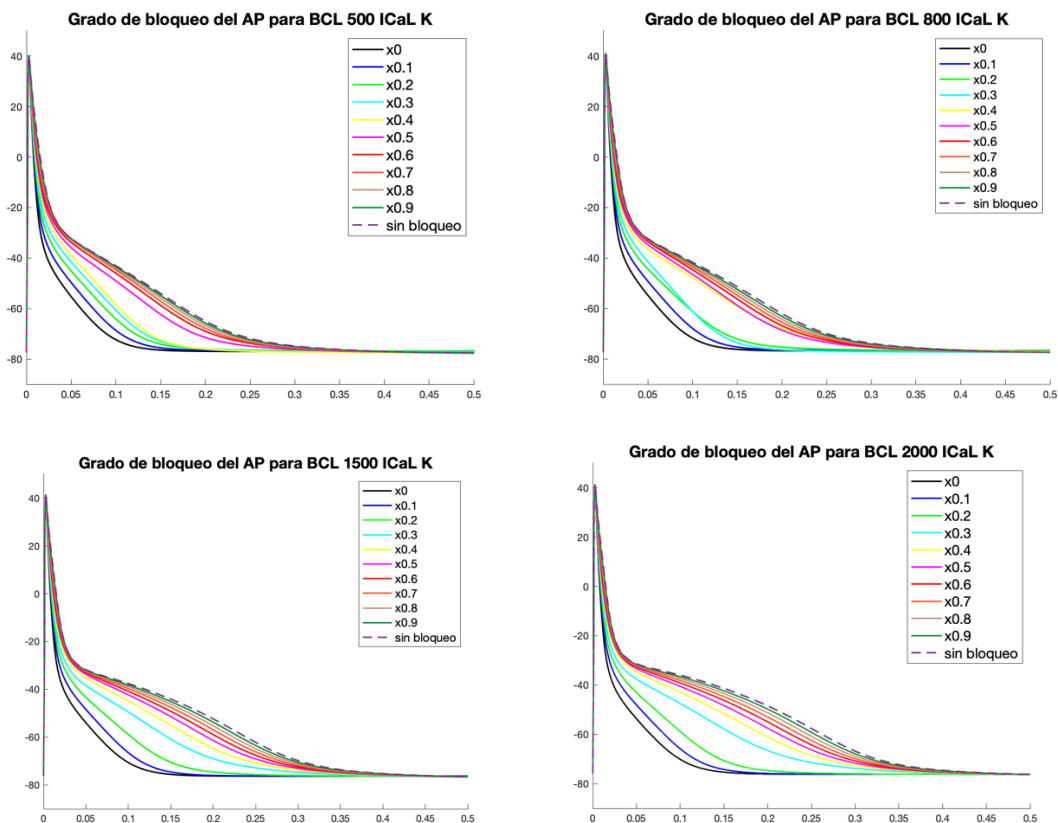 Grado de bloqueo del AP para BCL 500 ICaL K
40
20
0
-20
-40
-60
-80
0 0.05 0.1 0.15 0.2 0.25 0.3 0.35 0.4 0.45 0.5
x0
x0.1
x0.2
x0.3
x0.4
x0.5
x0.6
x0.7
x0.8
x0.9
sin bloqueo
Grado de bloqueo del AP para BCL 800 ICaL K
40
20
0
-20
-40
-60
-80
0 0.05 0.1 0.15 0.2 0.25 0.3 0.35 0.4 0.45 0.5
x0
x0.1
x0.2
x0.3
x0.4
x0.5
x0.6
x0.7
x0.8
x0.9
sin bloqueo
Grado de bloqueo del AP para BCL 1500 ICaL K
40
20
0
-20
-40
-60
-80
0 0.05 0.1 0.15 0.2 0.25 0.3 0.35 0.4 0.45 0.5
x0
x0.1
x0.2
x0.3
x0.4
x0.5
x0.6
x0.7
x0.8
x0.9
sin bloqueo
Grado de bloqueo del AP para BCL 2000 ICaL K
40
20
0
-20
-40
-60
-80
0 0.05 0.1 0.15 0.2 0.25 0.3 0.35 0.4 0.45 0.5
x0
x0.1
x0.2
x0.3
x0.4
x0.5
x0.6
x0.7
x0.8
x0.9
sin bloqueo